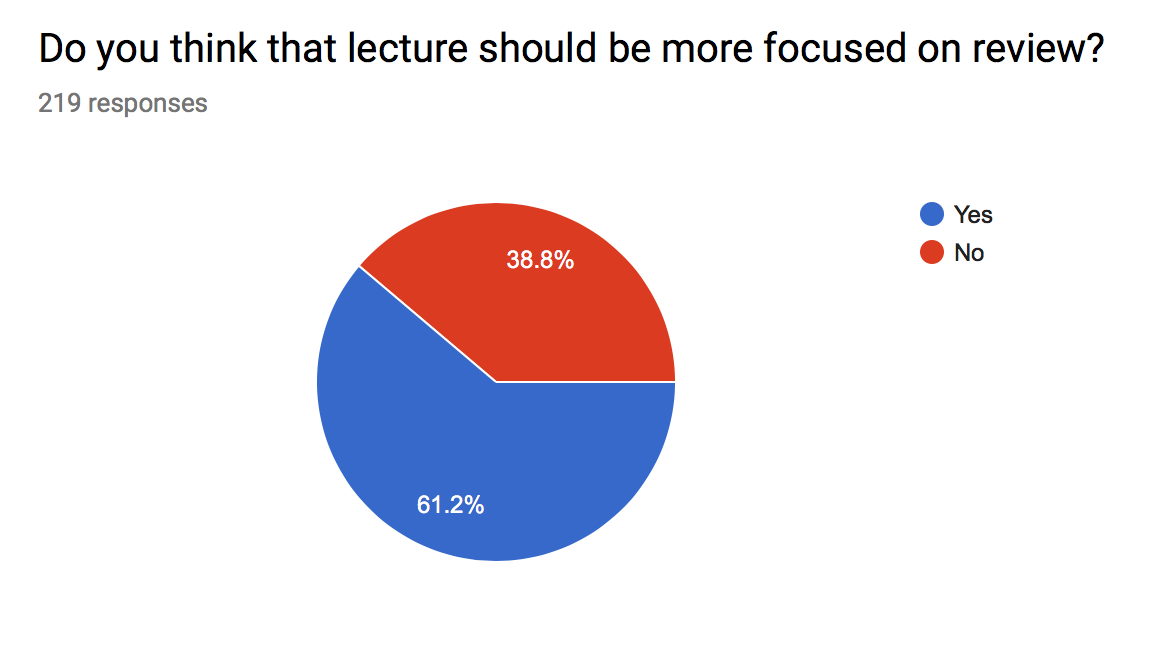 Do you think that lecture should be more focused on review?
219 responses
Yes
No
38.8%
61.2%